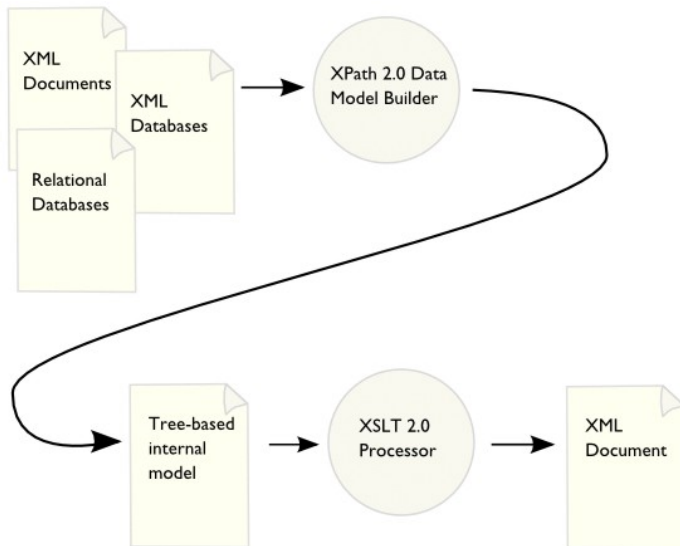 XML
Documents
XML
Databases
Relational
Databases
XPath 2.0 Data
Model Builder
Tree-based
internal
model
XSLT 2.0
Processor
XML
Document